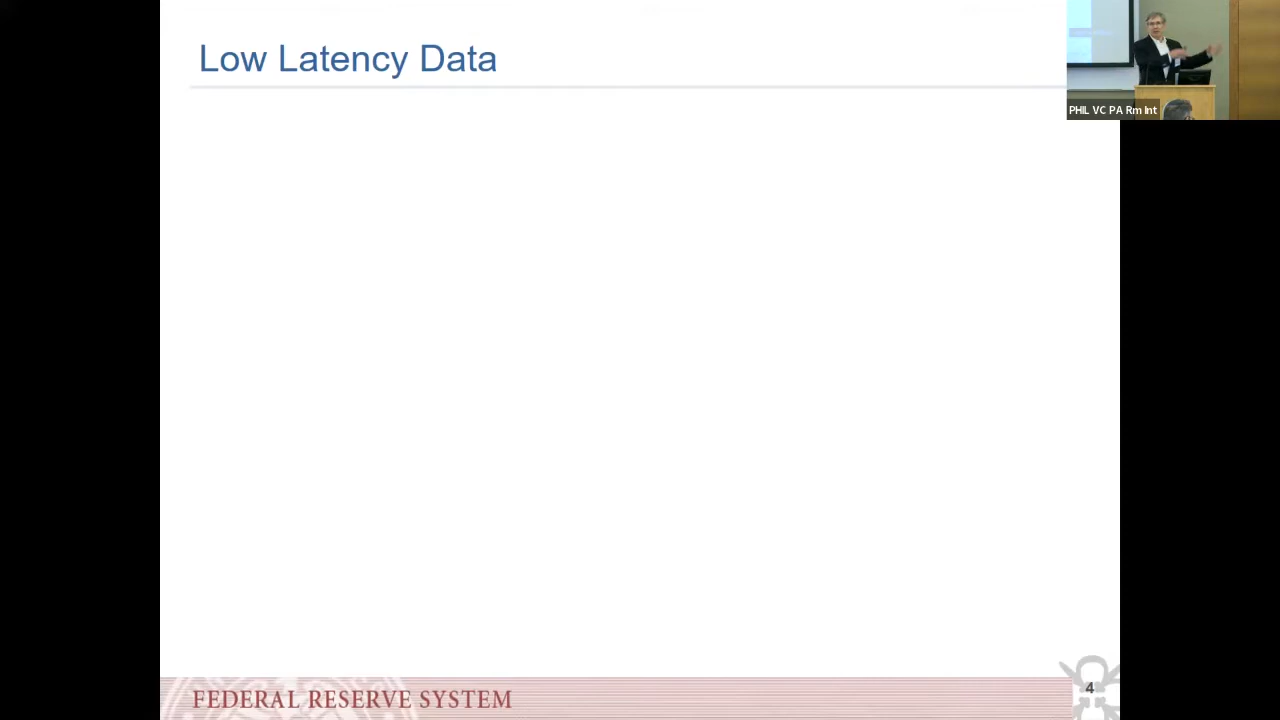 Low Latency Data
PHIL VC PA Rm Int
FEDERAL RESERVE SYSTEM
4